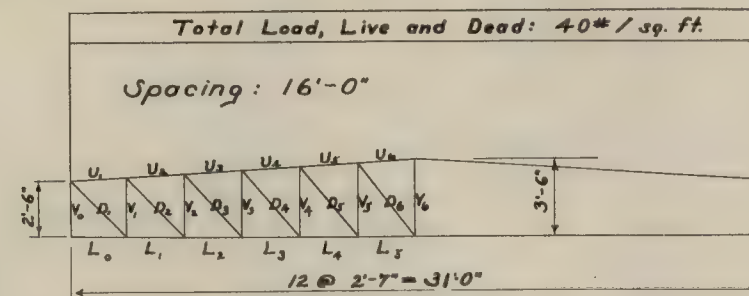 Total Load, Live and Dead: 40# / sq. ft.
Spacing: 16'-0"
U₁ U₂ U₃ U₄ U₅ U₆
2'-6" V₀ D₁ V₁ D₂ V₂ D₃ V₃ D₄ V₄ D₅ V₅ D₆ V₆ 3'-6"
L₀ L₁ L₂ L₃ L₄ L₅
12 @ 2'-7" = 31'0"